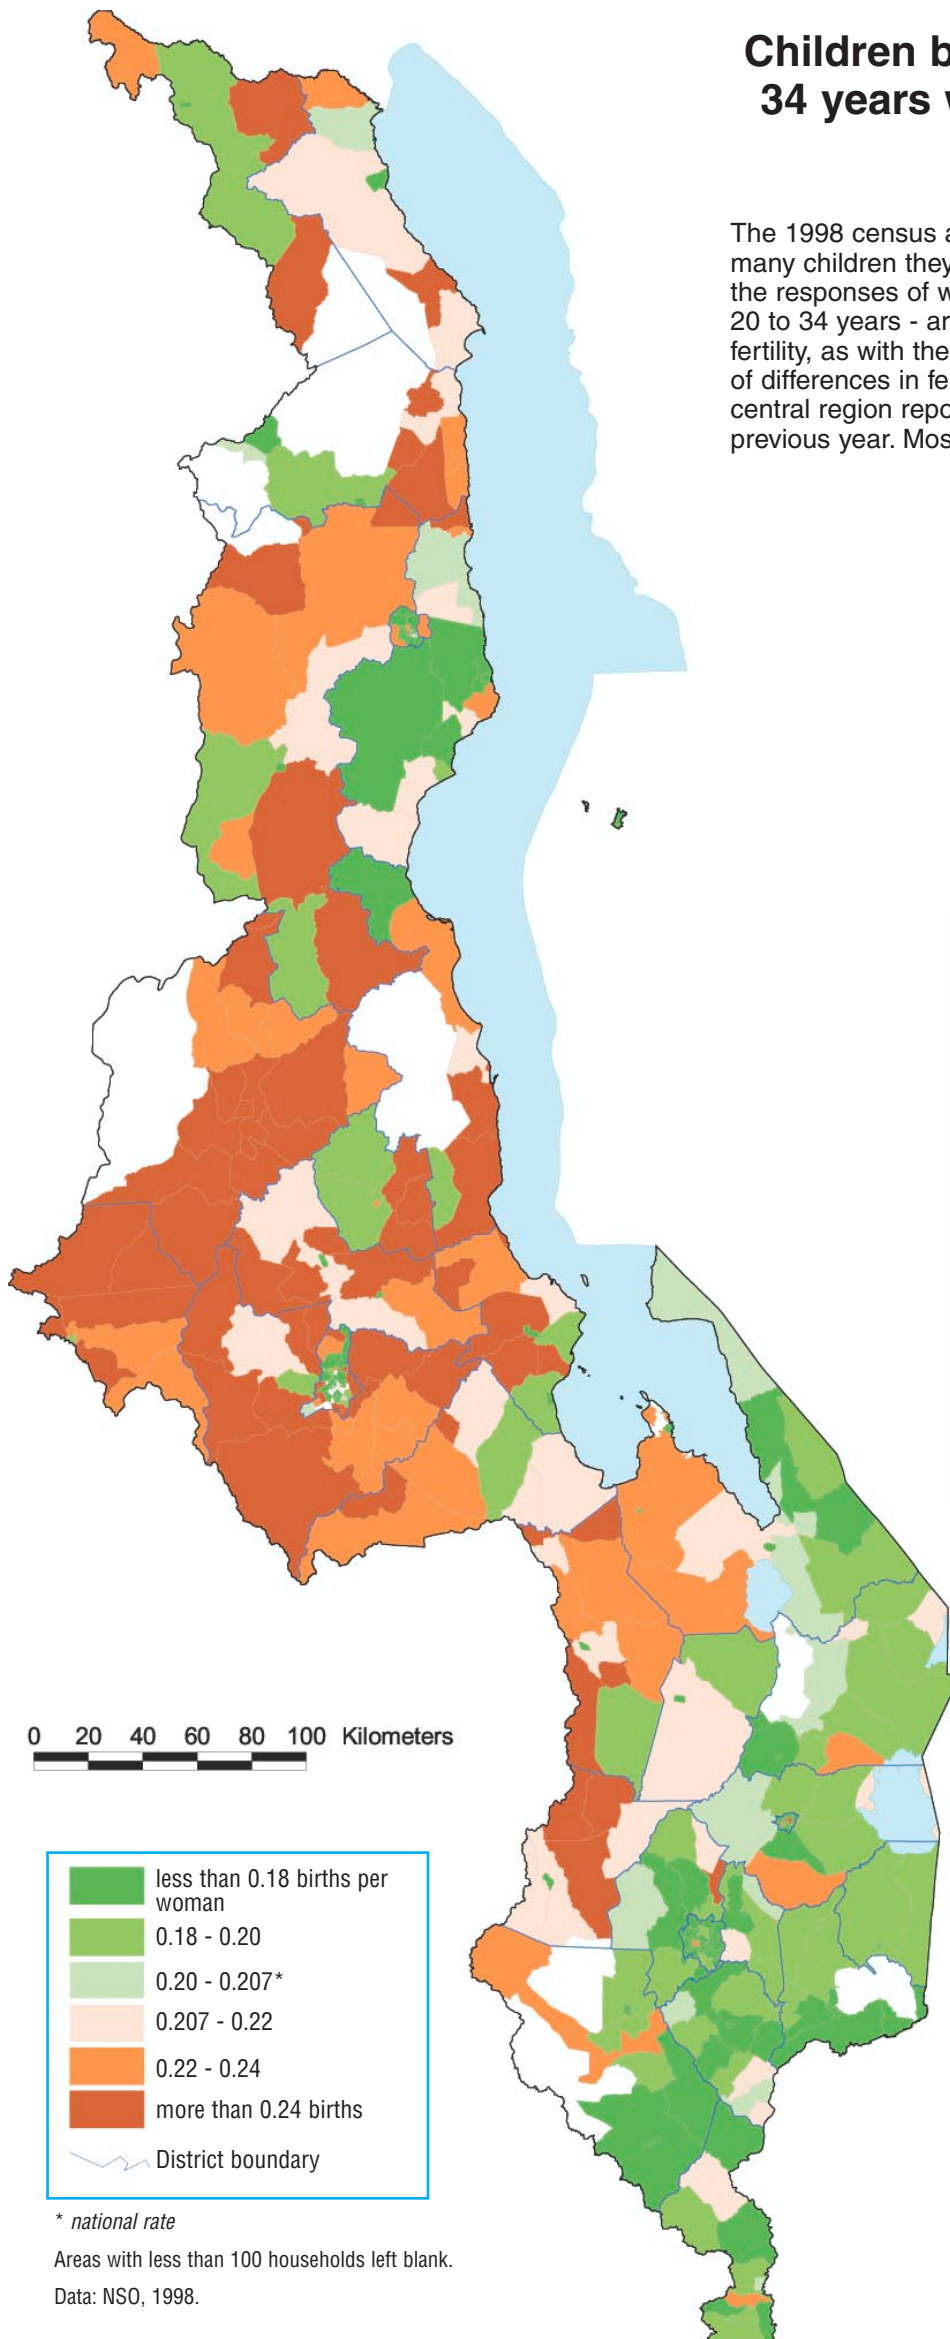 Children b
34 years w
The 1998 census a
many children they
the responses of w
20 to 34 years - ar
fertility, as with the
of differences in fe
central region repo
previous year. Mos
0 20 40 60 80 100 Kilometers
less than 0.18 births per
woman
0.18 - 0.20
0.20 - 0.207*
0.207 - 0.22
0.22 - 0.24
more than 0.24 births
District boundary
* national rate
Areas with less than 100 households left blank.
Data: NSO, 1998.